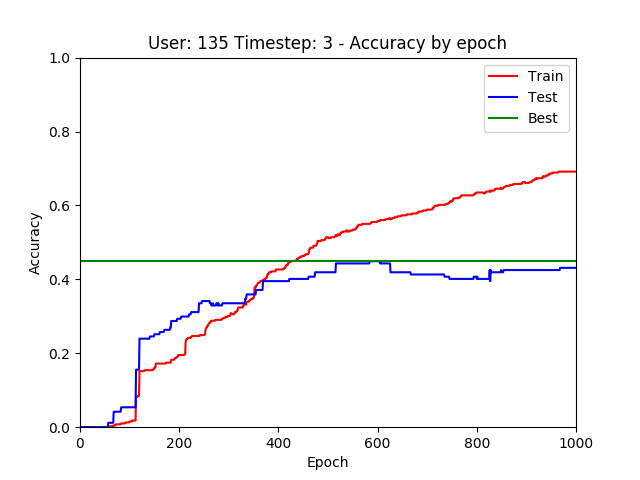 User: 135 Timestep: 3 - Accuracy by epoch
1.0
0.8
0.6
0.4
0.2
0.0
Accuracy
Train
Test
Best
0 200 400 600 800 1000
Epoch